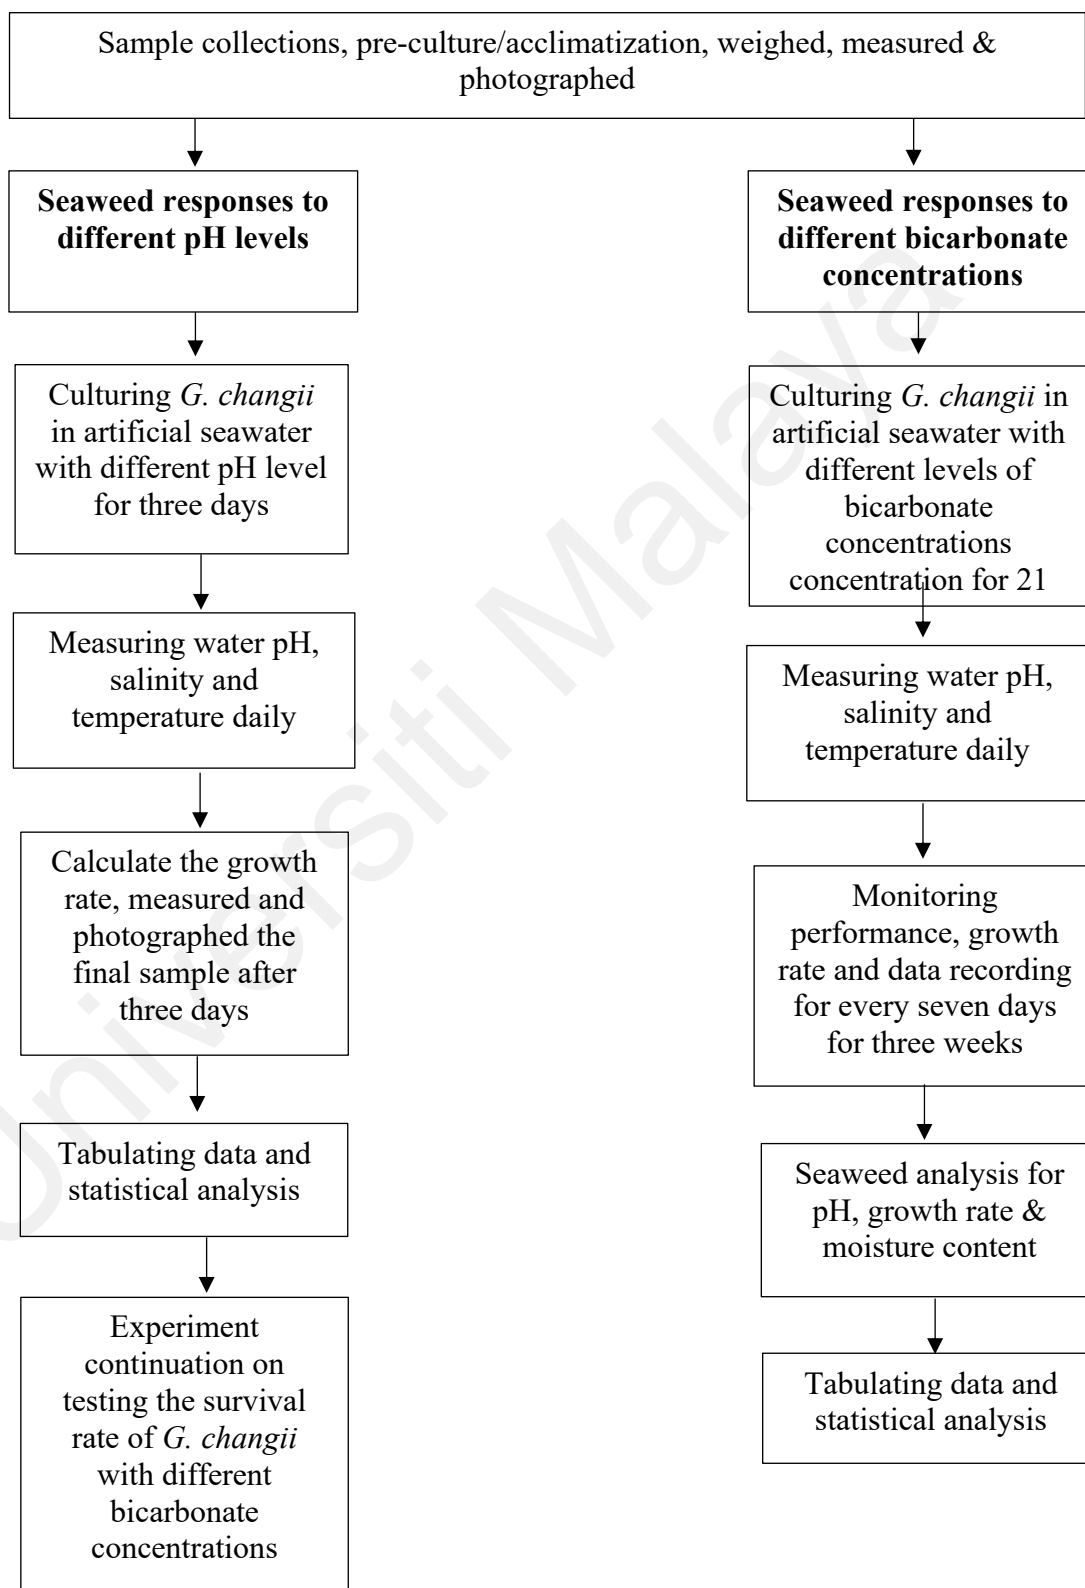 Sample collections, pre-culture/acclimatization, weighed, measured &
photographed
Seaweed responses to
different pH levels
Culturing G. changii
in artificial seawater
with different pH level
for three days
Measuring water pH,
salinity and
temperature daily
Calculate the growth
rate, measured and
photographed the
final sample after
three days
Tabulating data and
statistical analysis
Experiment
continuation on
testing the survival
rate of G. changii
with different
bicarbonate
concentrations
Seaweed responses to
different bicarbonate
concentrations
Culturing G. changii in
artificial seawater with
different levels of
bicarbonate
concentrations
concentration for 21
Measuring water pH,
salinity and
temperature daily
Monitoring
performance, growth
rate and data recording
for every seven days
for three weeks
Seaweed analysis for
pH, growth rate &
moisture content
Tabulating data and
statistical analysis
Universiti Malaya